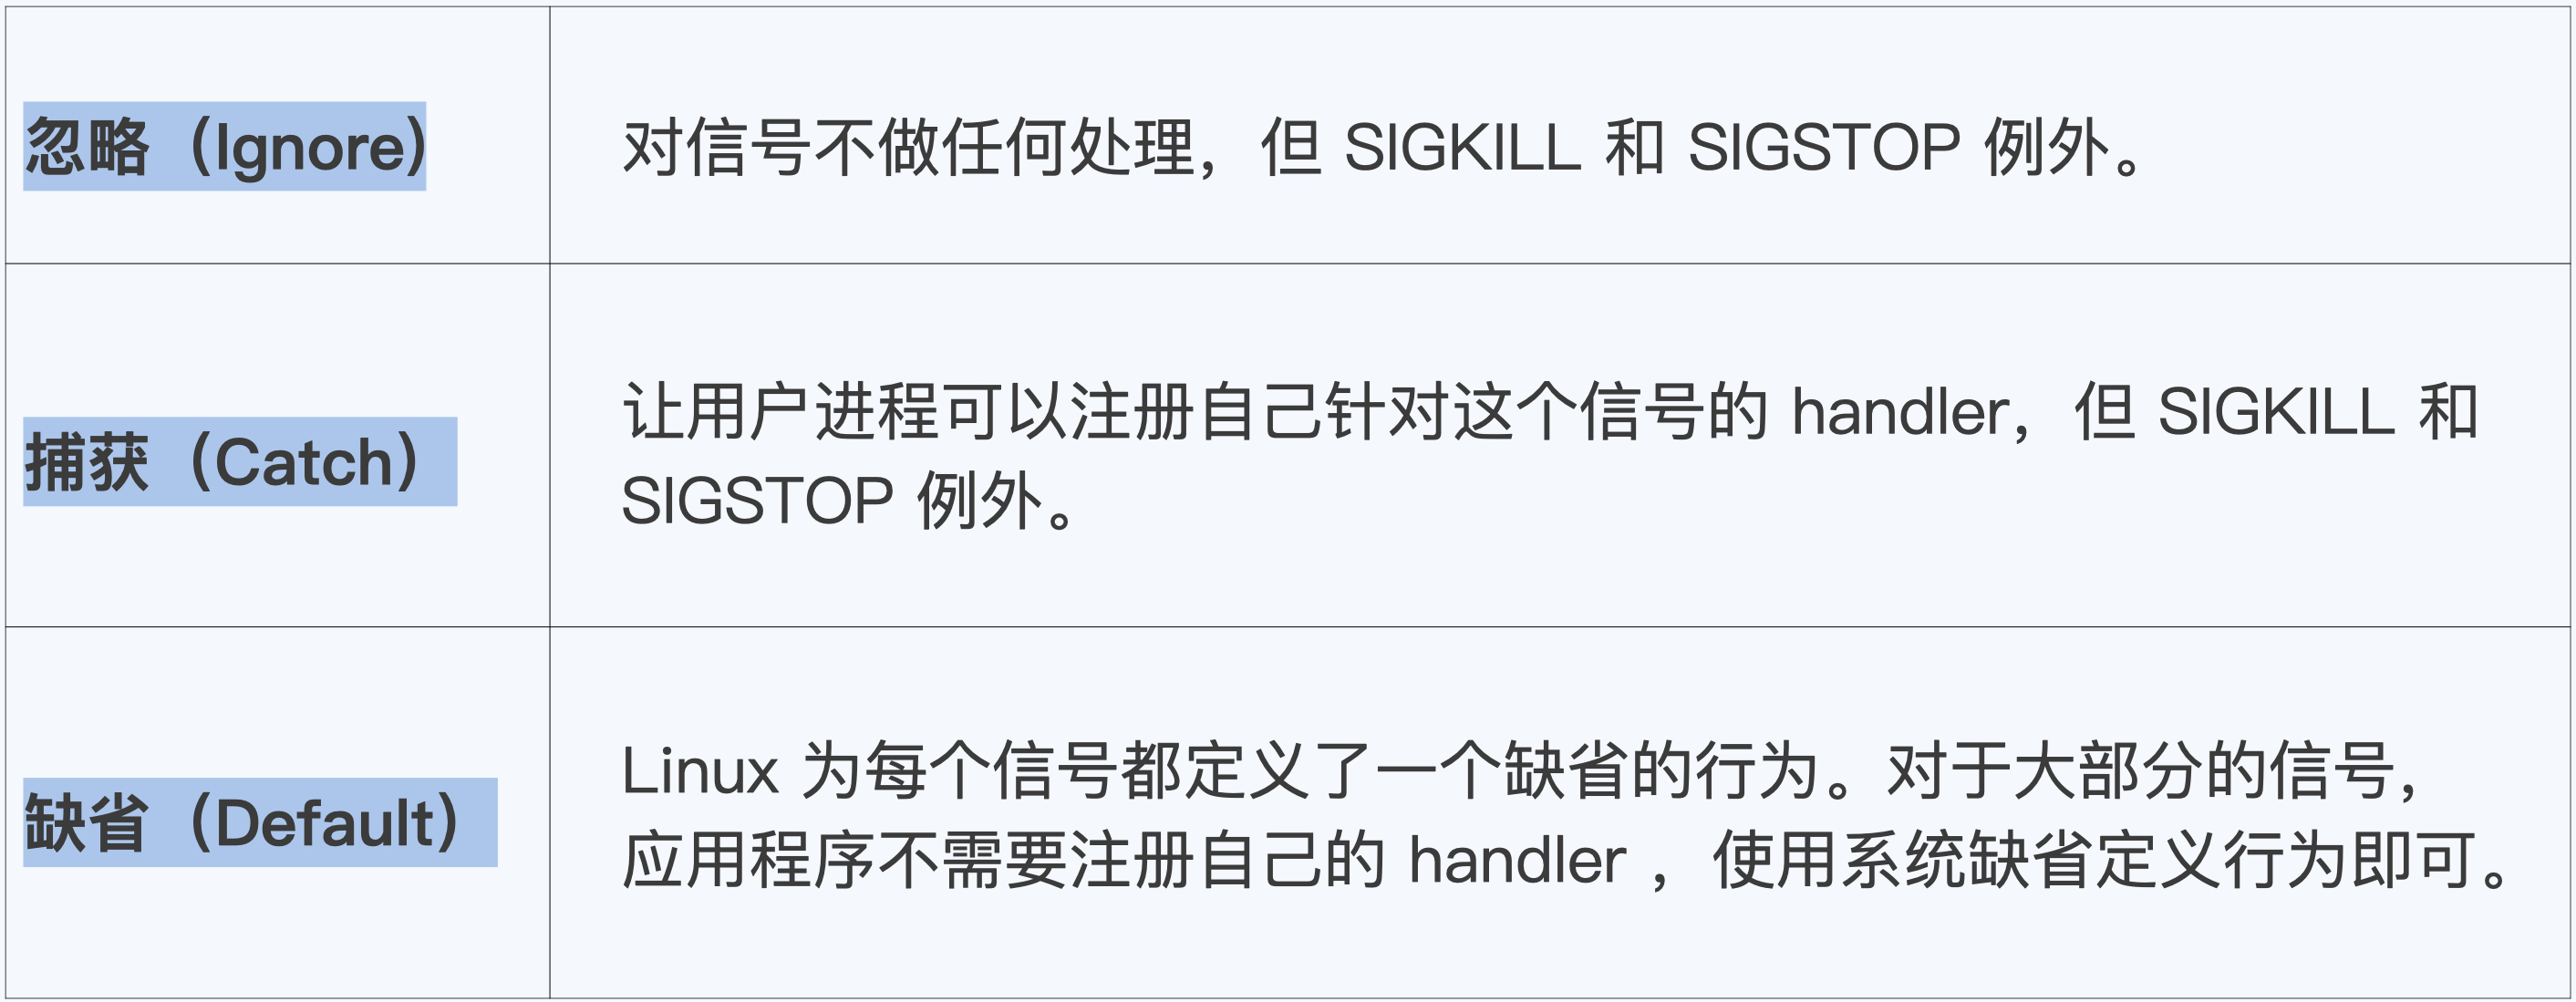 忽略（Ignore)
对信号不做任何处理，但 SIGKILL 和 SIGSTOP 例外。
捕获（Catch）
让用户进程可以注册自己针对这个信号的 handler，但 SIGKILL 和
SIGSTOP 例外。
缺省（Default）
Linux 为每个信号都定义了一个缺省的行为。对于大部分的信号，
应用程序不需要注册自己的 handler ，使用系统缺省定义行为即可。